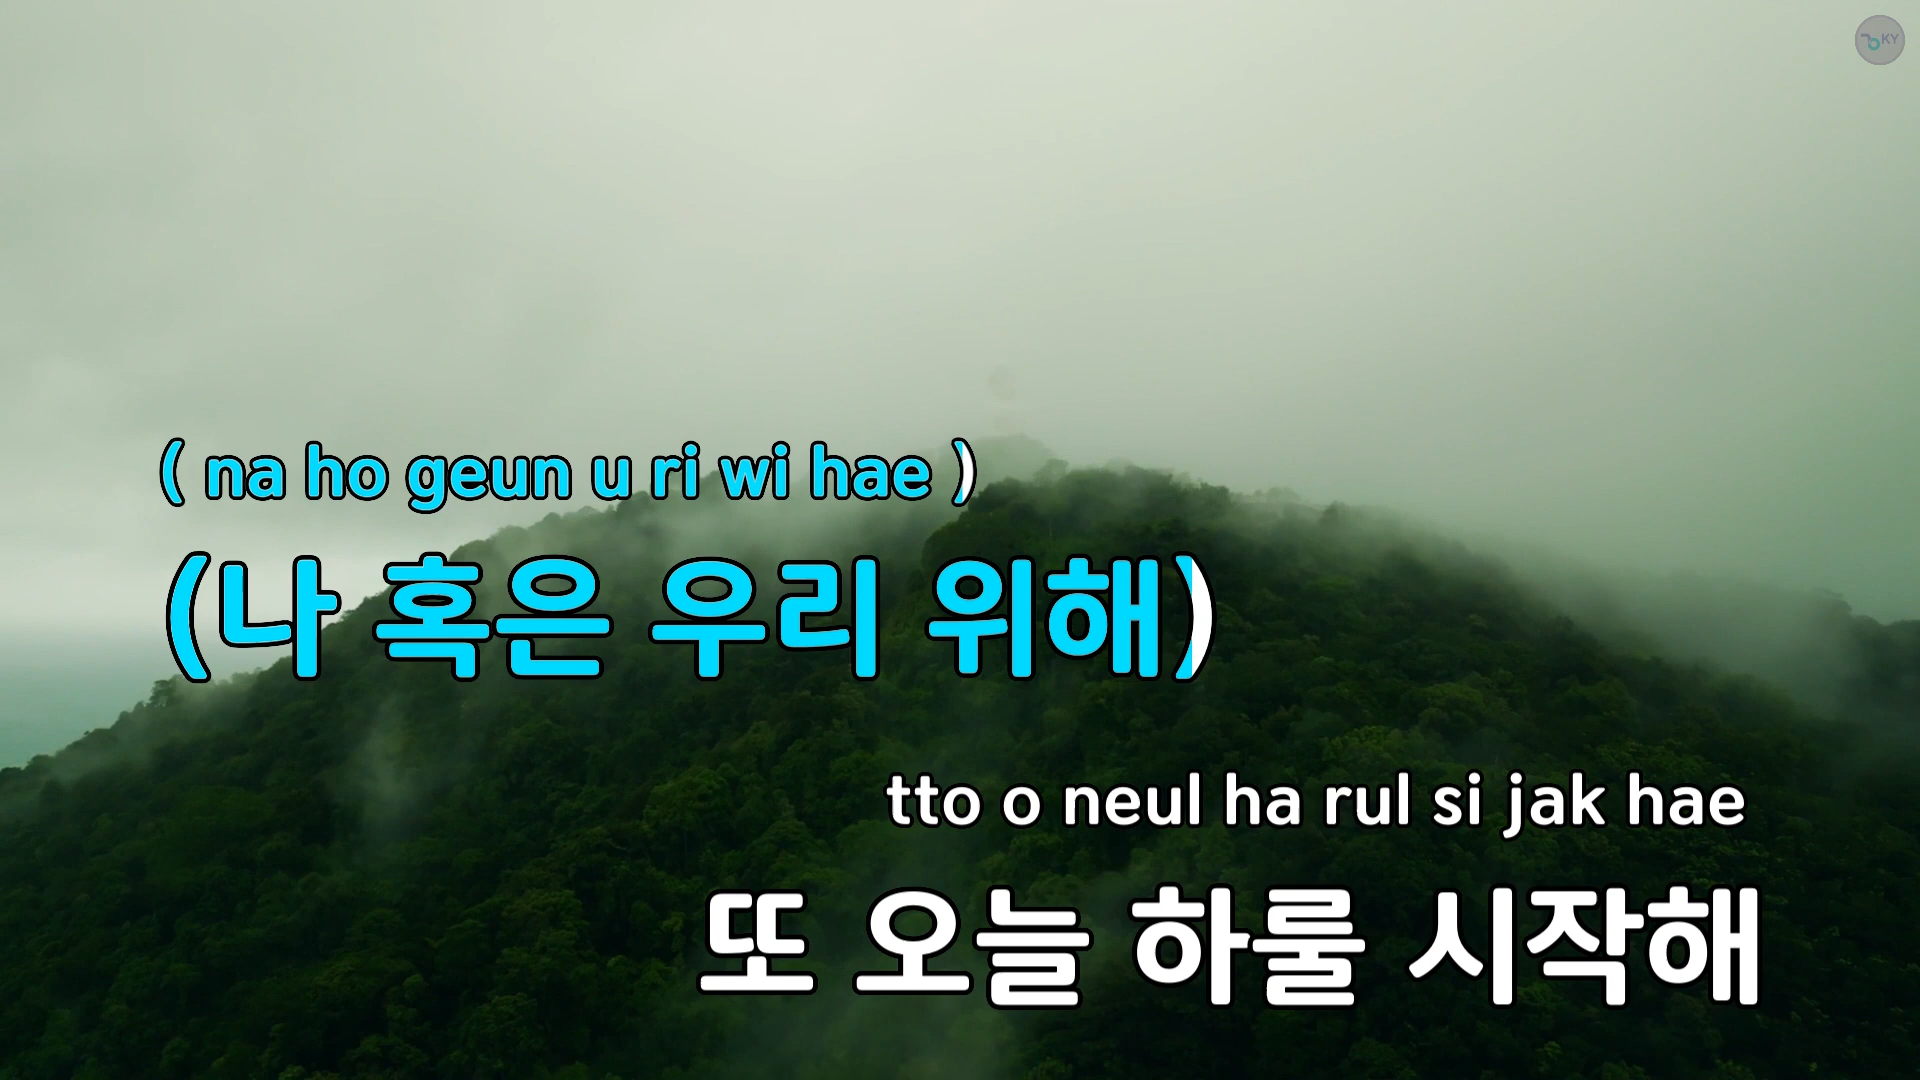 KY
( na ho geun u ri wi hae )
(나 혹은 우리 위해)
tto o neul ha rul si jak hae
또 오늘 하룰 시작해